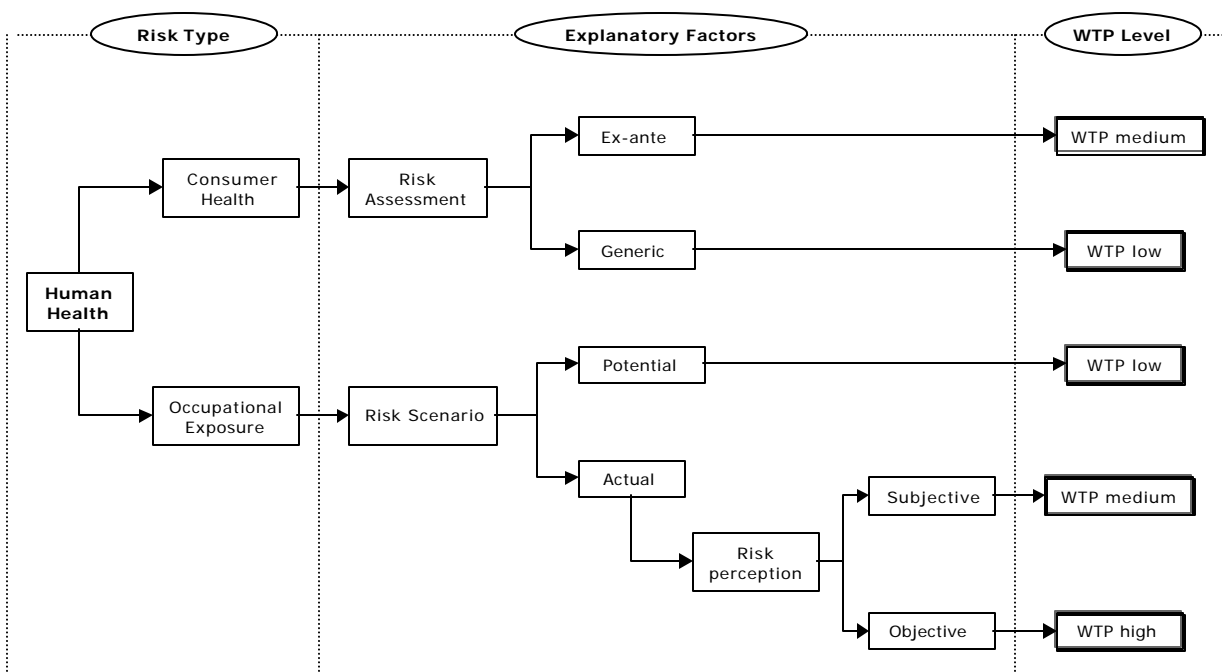 Risk Type
Explanatory Factors
WTP Level
Ex-ante
WTP medium
Consumer
Health
Risk
Assessment
Generic
WTP low
Human
Health
Potential
WTP low
Occupational
Exposure
Risk Scenario
Actual
Subjective
WTP medium
Risk
perception
Objective
WTP high